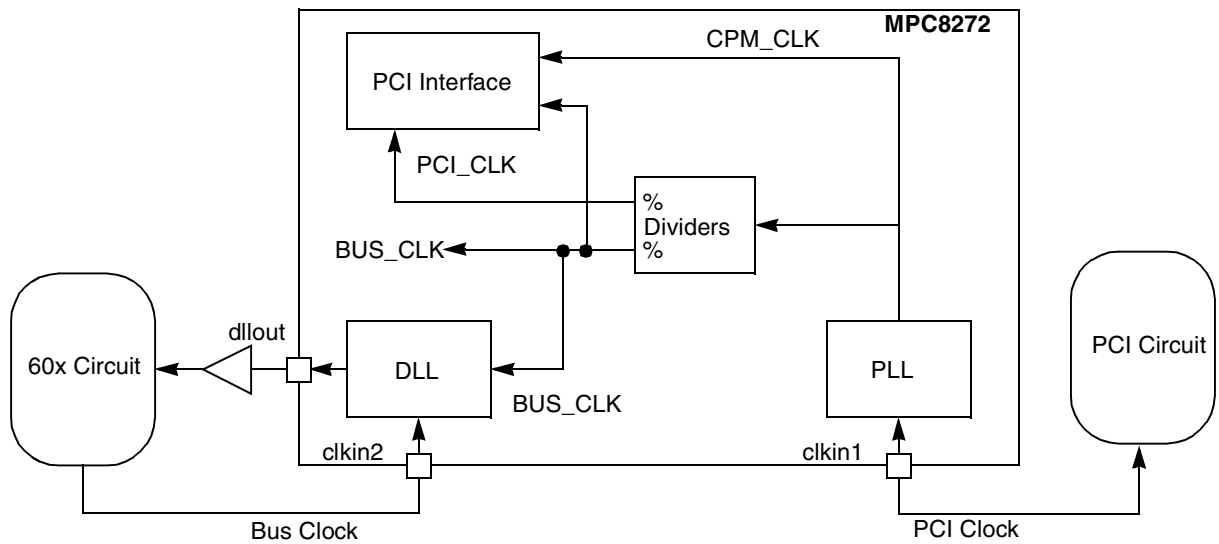 MPC8272
CPM_CLK
PCI Interface
PCI_CLK
%
Dividers
%
BUS_CLK
dllout
60x Circuit
DLL
BUS_CLK
PLL
PCI Circuit
clkin2
clkin1
Bus Clock
PCI Clock